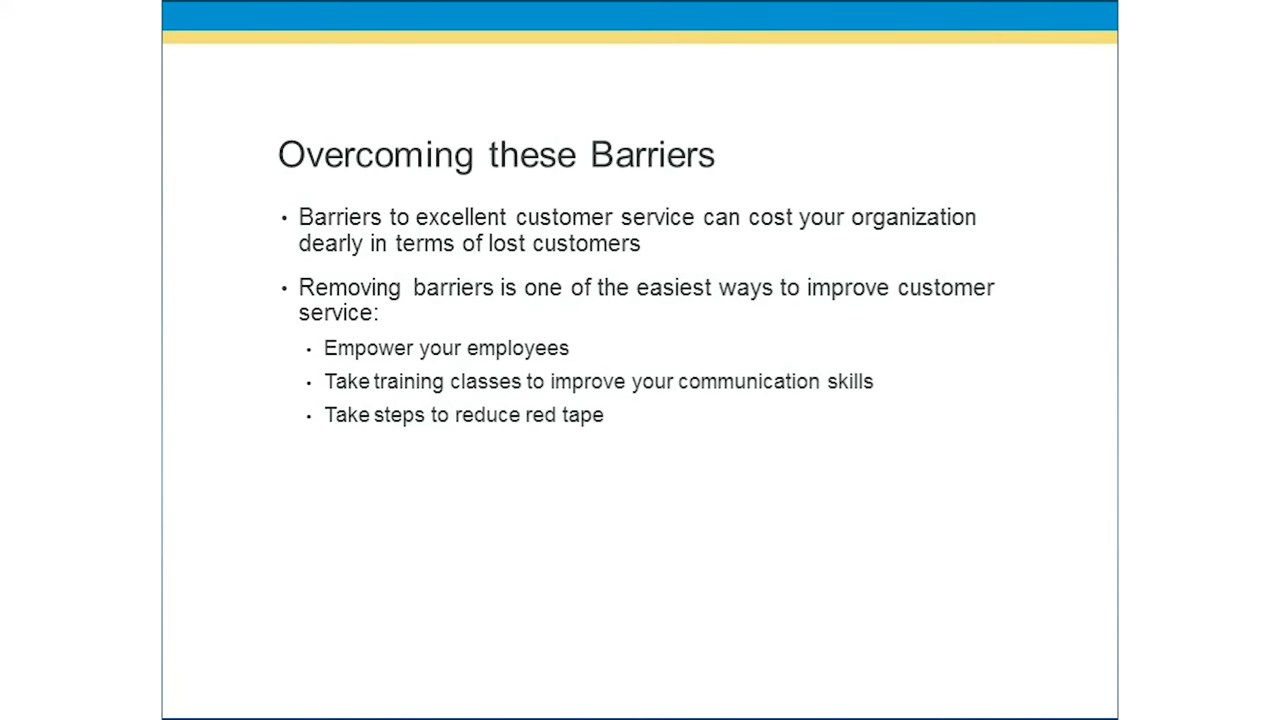 Overcoming these Barriers
• Barriers to excellent customer service can cost your organization
dearly in terms of lost customers
• Removing barriers is one of the easiest ways to improve customer
service:
• Empower your employees
• Take training classes to improve your communication skills
• Take steps to reduce red tape